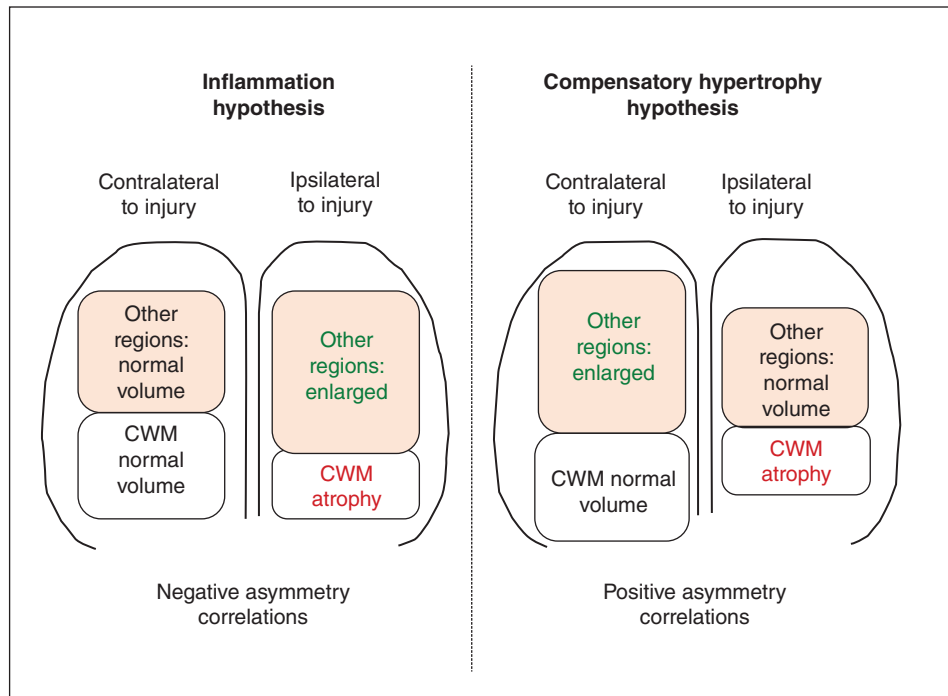 Inflammation
hypothesis
Contralateral
to injury
Ipsilateral
to injury
Other
regions:
normal
volume
CWM
normal
volume
Other
regions:
enlarged
CWM
atrophy
Negative asymmetry
correlations
Compensatory hypertrophy
hypothesis
Contralateral
to injury
Ipsilateral
to injury
Other
regions:
enlarged
CWM normal
volume
Other
regions:
normal
volume
CWM
atrophy
Positive asymmetry
correlations